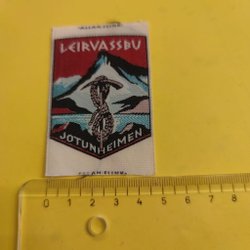 LEIRVASSBU
JOTUNHEIMEN
0 1 2 3 4 5 6 7 8